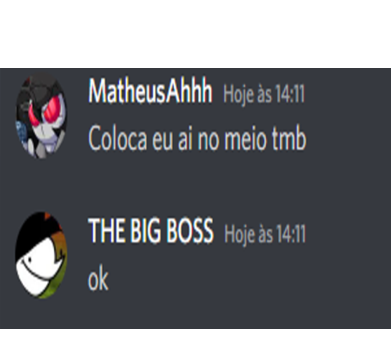 MatheusAhhh Hoje às 14:11
Coloca eu ai no meio tmb
THE BIG BOSS Hoje às 14:11
ok